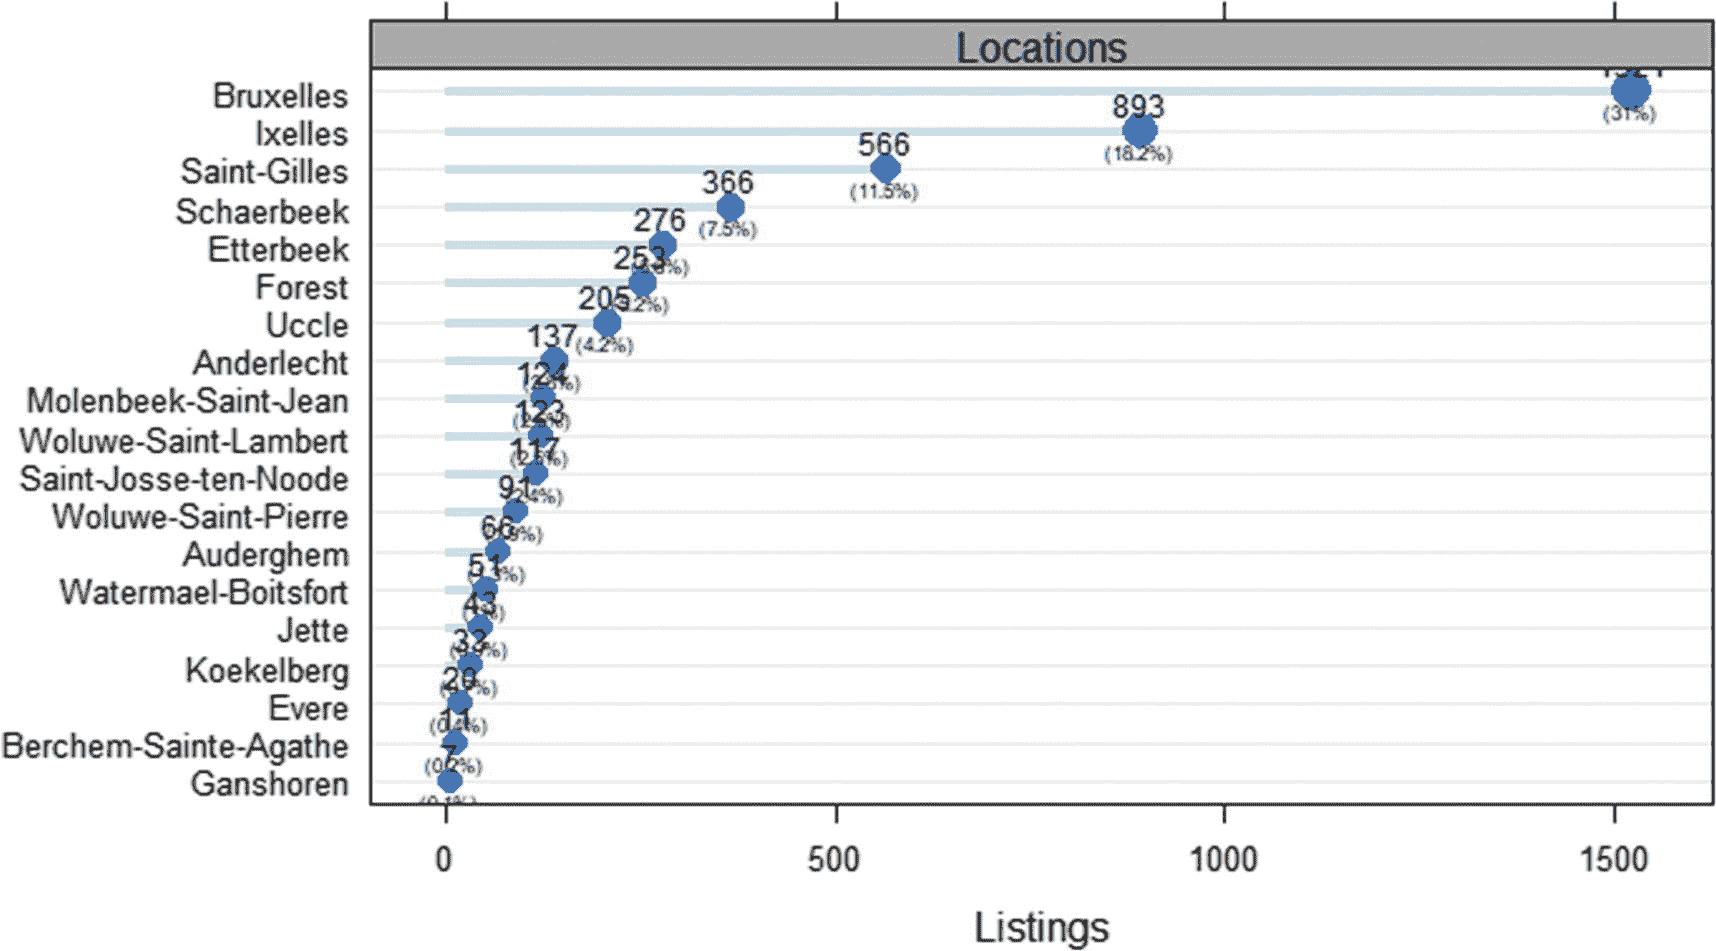 Locations
Bruxelles
(31%)
Ixelles 893
(18.2%)
Saint-Gilles 566
(11.5%)
Schaerbeek 366
(7.5%)
Etterbeek 276
Forest 253
Uccle 205
(4.2%)
Anderlecht 137
Molenbeek-Saint-Jean 124
Woluwe-Saint-Lambert 123
Saint-Josse-ten-Noode 117
Woluwe-Saint-Pierre 91
Auderghem 66
Watermael-Boitsfort 51
Jette 43
Koekelberg
Evere 20
(0.4%)
Berchem-Sainte-Agathe 11
(0.2%)
Ganshoren 7
0 500 1000 1500
Listings